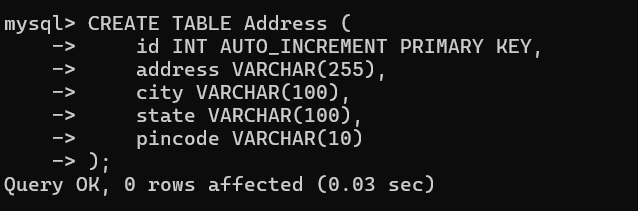 mysql> CREATE TABLE Address (
    ->     id INT AUTO_INCREMENT PRIMARY KEY,
    ->     address VARCHAR(255),
    ->     city VARCHAR(100),
    ->     state VARCHAR(100),
    ->     pincode VARCHAR(10)
    -> );
Query OK, 0 rows affected (0.03 sec)